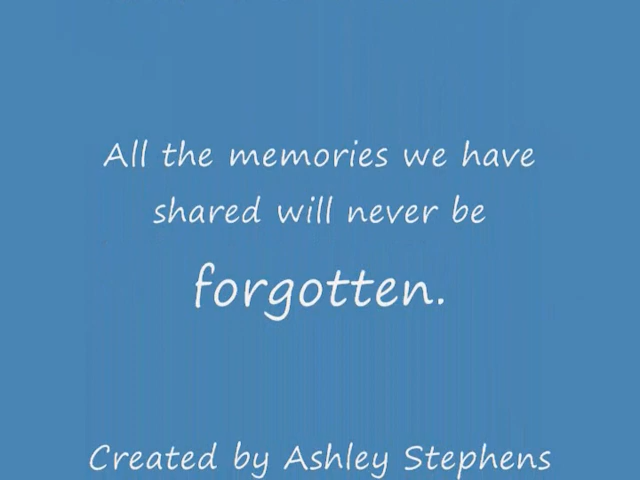 All the memories we have
shared will never be
forgotten.
Created by Ashley Stephens